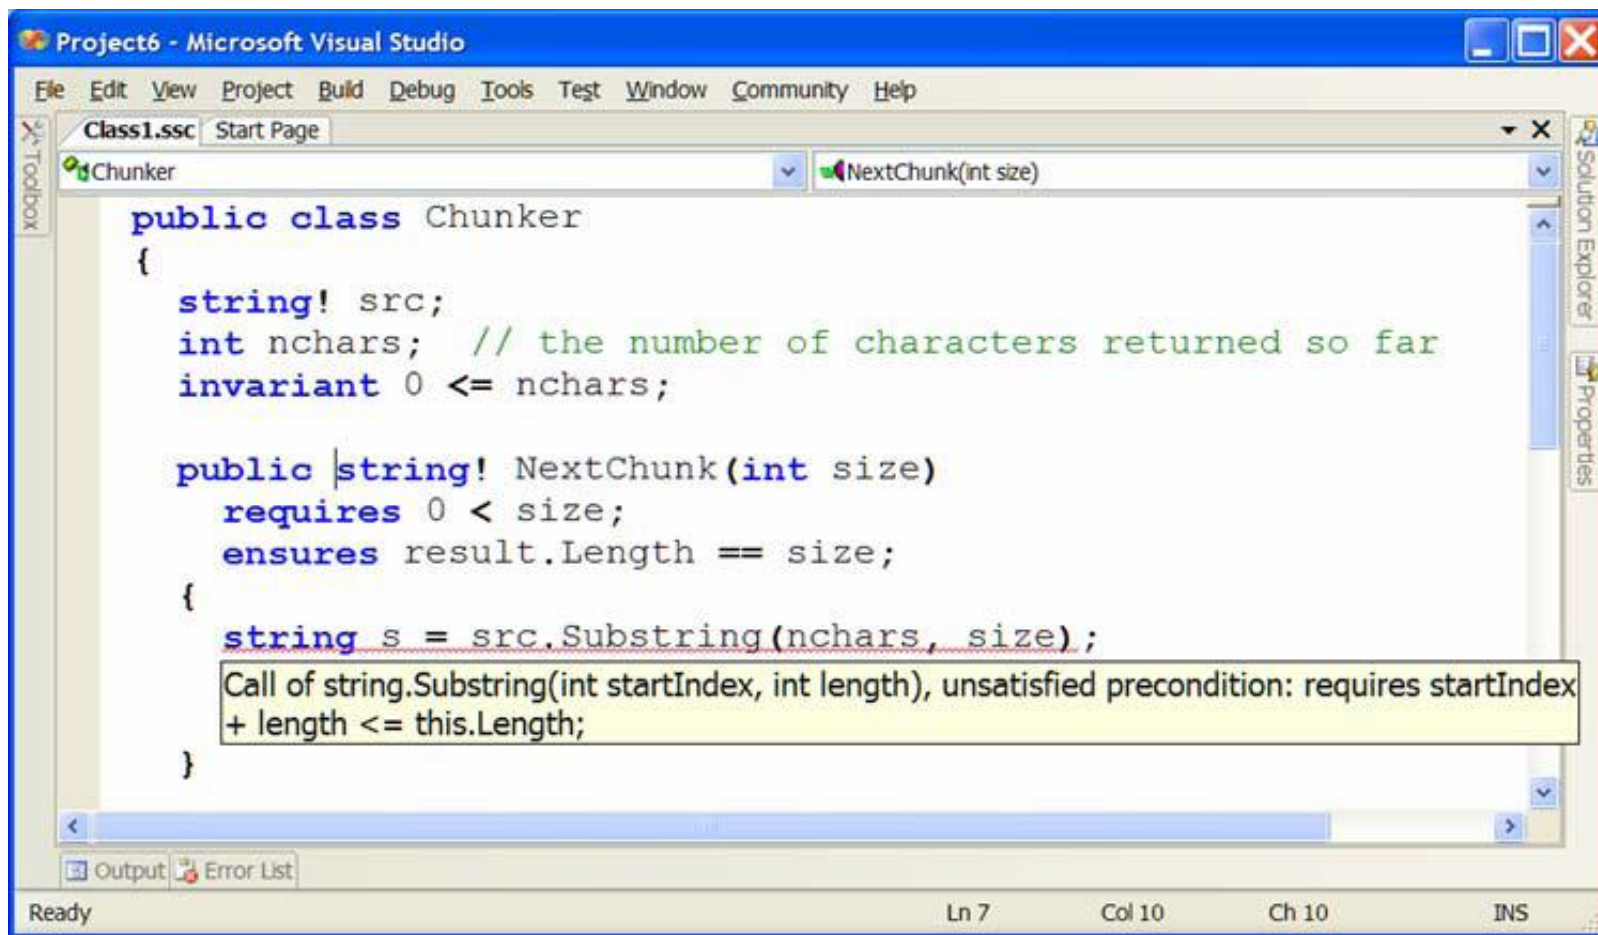 Project6 - Microsoft Visual Studio
File Edit View Project Build Debug Tools Test Window Community Help
Toolbox
Class1.ssc Start Page
Solution Explorer
Chunker NextChunk(int size)
public class Chunker
{
string! src;
int nchars; // the number of characters returned so far
invariant 0 <= nchars;
Properties
public string! NextChunk(int size)
requires 0 < size;
ensures result.Length == size;
{
string s = src.Substring(nchars, size);
Call of string.Substring(int startIndex, int length), unsatisfied precondition: requires startIndex
+ length <= this.Length;
}
Output Error List
Ready Ln 7 Col 10 Ch 10 INS